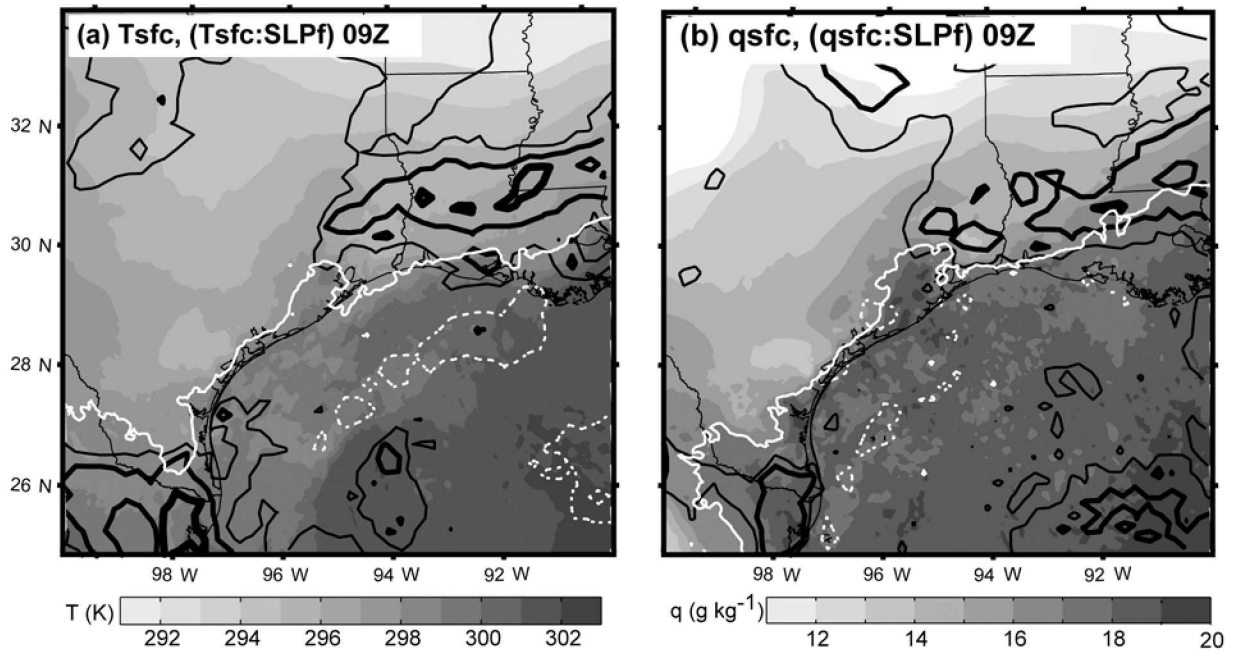 (a) Tsfc, (Tsfc:SLPf) 09Z
(b) qsfc, (qsfc:SLPf) 09Z
32 N
30 N
28 N
26 N
98 W 96 W 94 W 92 W
98 W 96 W 94 W 92 W
T (K)
292 294 296 298 300 302
q (g kg⁻¹)
12 14 16 18 20